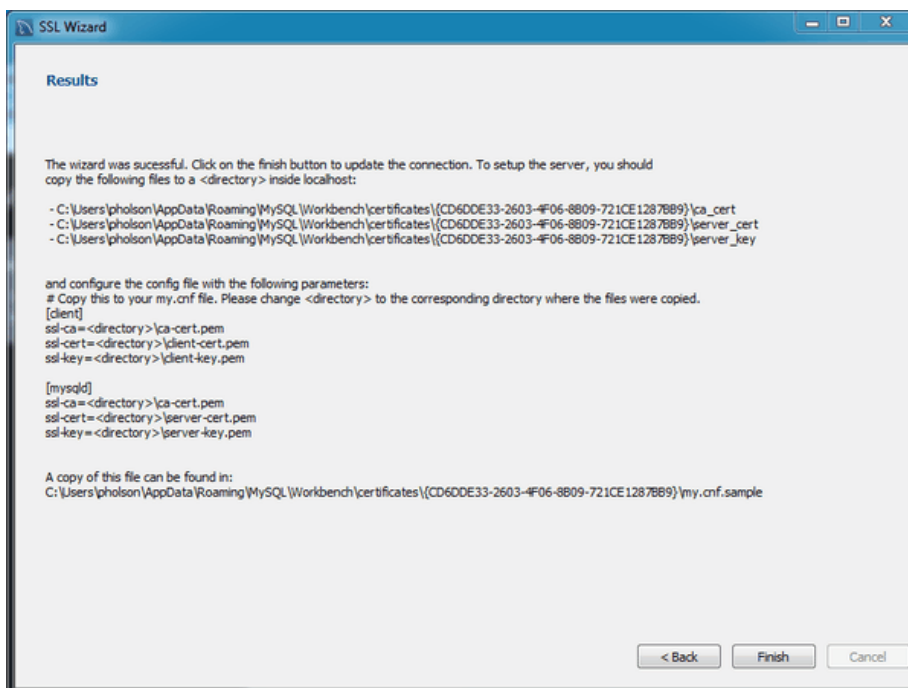 SSL Wizard
Results
The wizard was sucessful. Click on the finish button to update the connection. To setup the server, you should
copy the following files to a <directory> inside localhost:
- C:\Users\pholson\AppData\Roaming\MySQL\Workbench\certificates\{CD6DDE33-2603-4F06-8B09-721CE1287BB9}\ca_cert
- C:\Users\pholson\AppData\Roaming\MySQL\Workbench\certificates\{CD6DDE33-2603-4F06-8B09-721CE1287BB9}\server_cert
- C:\Users\pholson\AppData\Roaming\MySQL\Workbench\certificates\{CD6DDE33-2603-4F06-8B09-721CE1287BB9}\server_key
and configure the config file with the following parameters:
# Copy this to your my.cnf file. Please change <directory> to the corresponding directory where the files were copied.
[client]
ssl-ca=<directory>\ca-cert.pem
ssl-cert=<directory>\client-cert.pem
ssl-key=<directory>\client-key.pem
[mysqld]
ssl-ca=<directory>\ca-cert.pem
ssl-cert=<directory>\server-cert.pem
ssl-key=<directory>\server-key.pem
A copy of this file can be found in:
C:\Users\pholson\AppData\Roaming\MySQL\Workbench\certificates\{CD6DDE33-2603-4F06-8B09-721CE1287BB9}\my.cnf.sample
< Back Finish Cancel